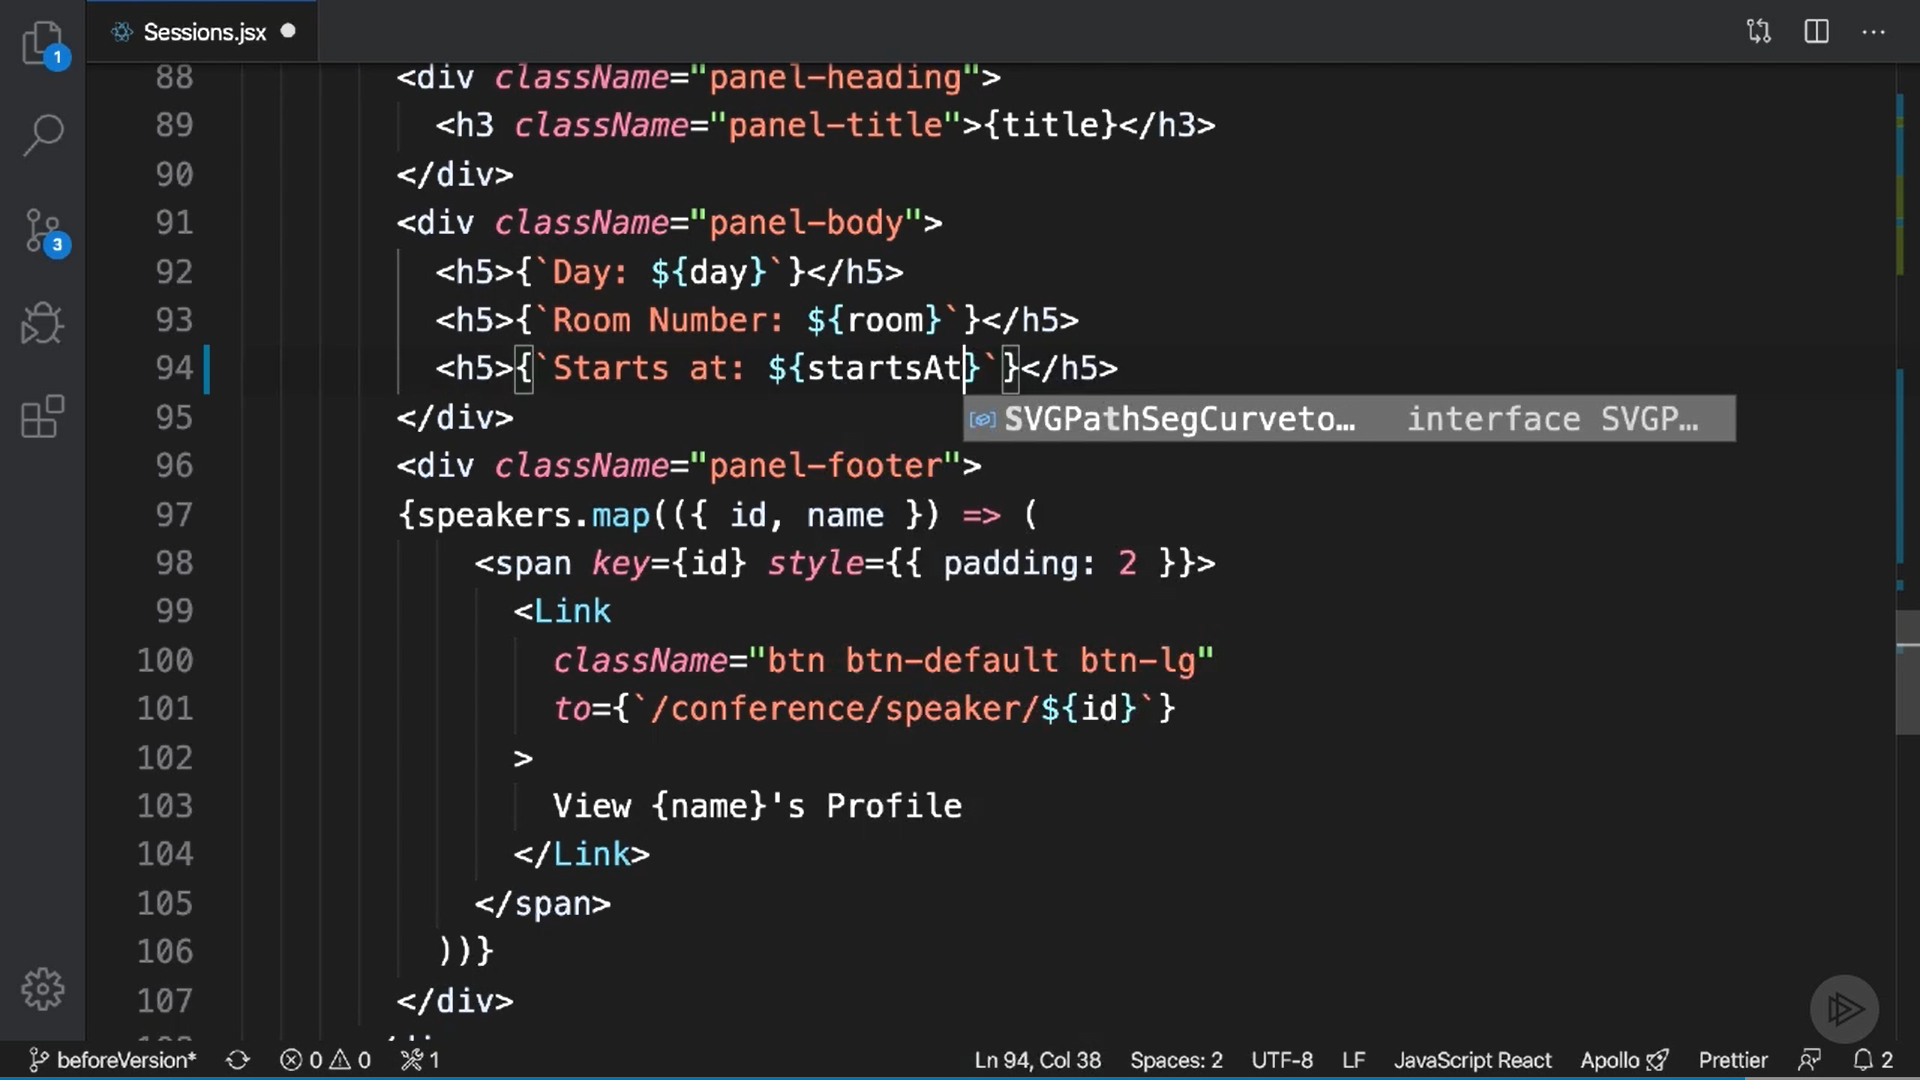 1
Sessions.jsx
88 <div className="panel-heading">
89 <h3 className="panel-title">{title}</h3>
90 </div>
91 <div className="panel-body">
92 <h5>{`Day: ${day}`}</h5>
93 <h5>{`Room Number: ${room}`}</h5>
3
94 <h5>{`Starts at: ${startsAt}`}</h5>
SVGPathSegCurveto… interface SVGP…
95 </div>
96 <div className="panel-footer">
97 {speakers.map(({ id, name }) => (
98 <span key={id} style={{ padding: 2 }}>
99 <Link
100 className="btn btn-default btn-lg"
101 to={`/conference/speaker/${id}`}
102 >
103 View {name}'s Profile
104 </Link>
105 </span>
106 ))}
107 </div>
beforeVersion* 0 0 1 Ln 94, Col 38 Spaces: 2 UTF-8 LF JavaScript React Apollo Prettier 2